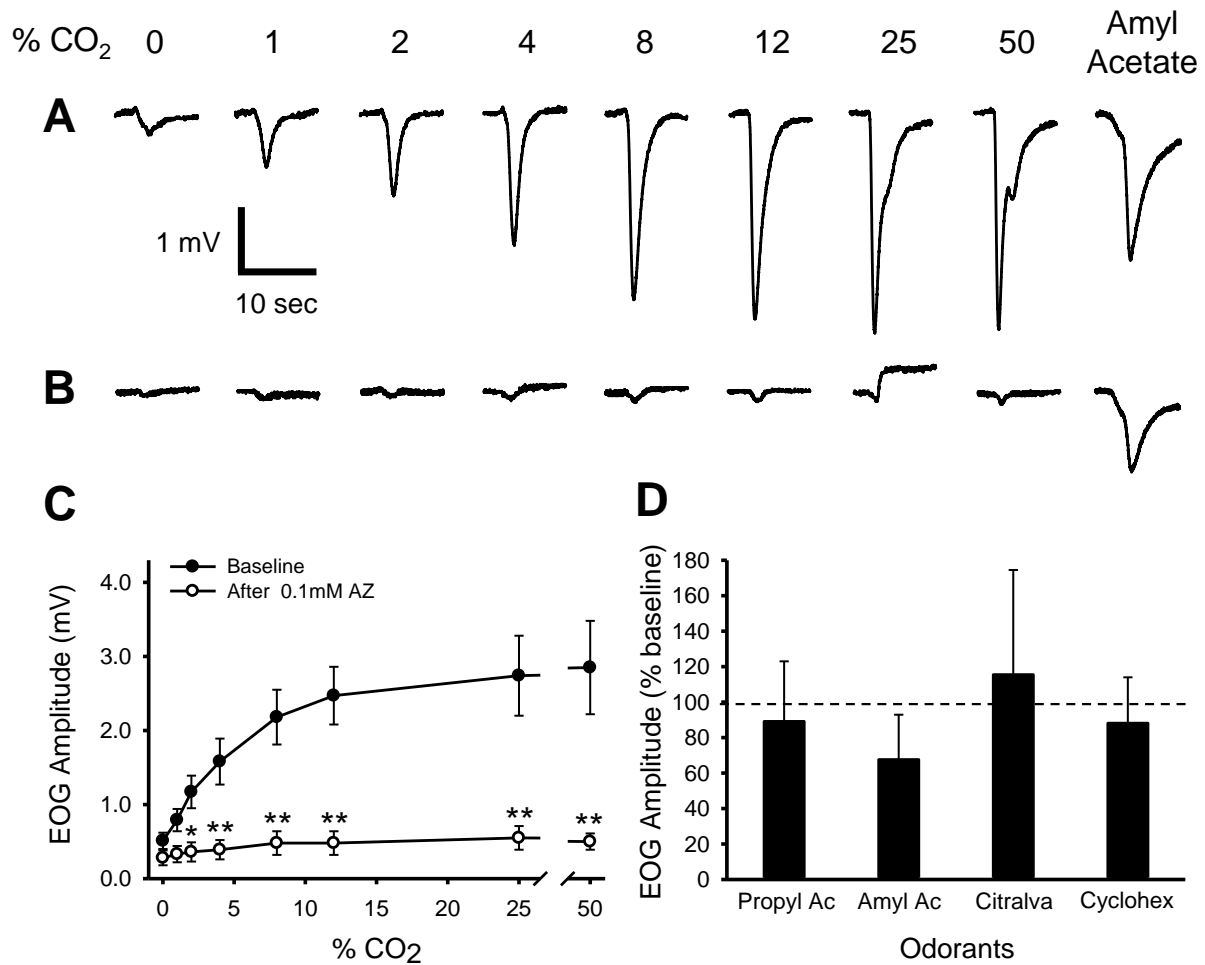 % CO2 0 1 2 4 8 12 25 50 Amyl Acetate
A
1 mV
10 sec
B
C
Baseline
After 0.1mM AZ
EOG Amplitude (mV)
4.0
3.0
2.0
1.0
0.0
* ** ** ** ** **
0 5 10 15 20 25 50
% CO2
D
EOG Amplitude (% baseline)
180
160
140
120
100
80
60
40
20
0
Propyl Ac Amyl Ac Citralva Cyclohex
Odorants